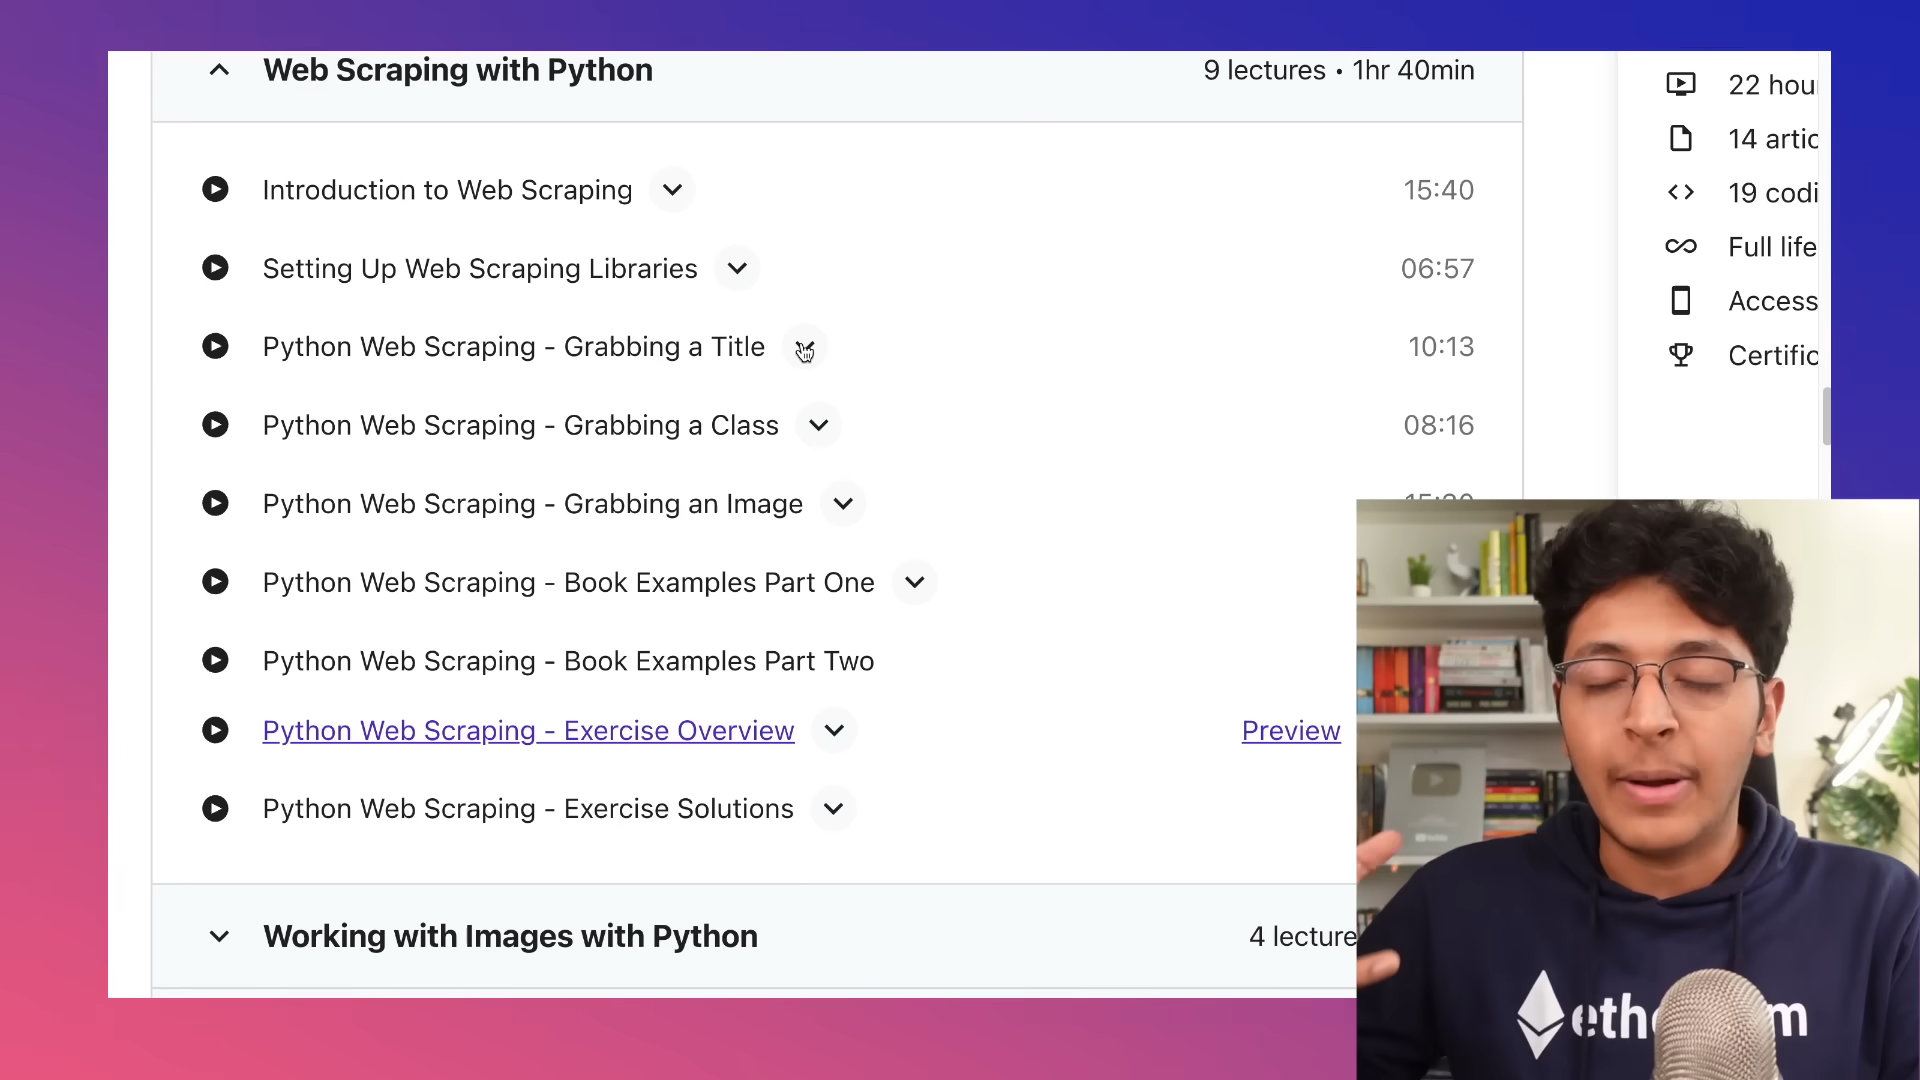 Web Scraping with Python
9 lectures • 1hr 40min
Introduction to Web Scraping
15:40
Setting Up Web Scraping Libraries
06:57
Python Web Scraping - Grabbing a Title
10:13
Python Web Scraping - Grabbing a Class
08:16
Python Web Scraping - Grabbing an Image
Python Web Scraping - Book Examples Part One
Python Web Scraping - Book Examples Part Two
Python Web Scraping - Exercise Overview
Preview
Python Web Scraping - Exercise Solutions
Working with Images with Python
4 lecture
22 hou
14 artic
19 codi
Full life
Access
Certific